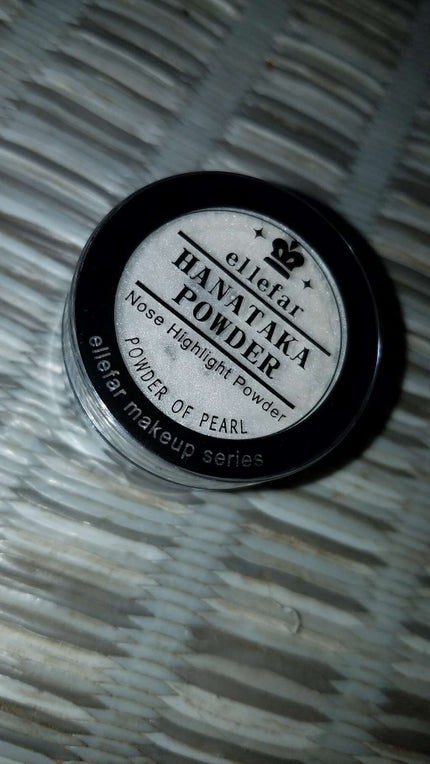 ellefar
HANATAKA
POWDER
Nose Highlight Powder
POWDER OF PEARL
ellefar makeup series